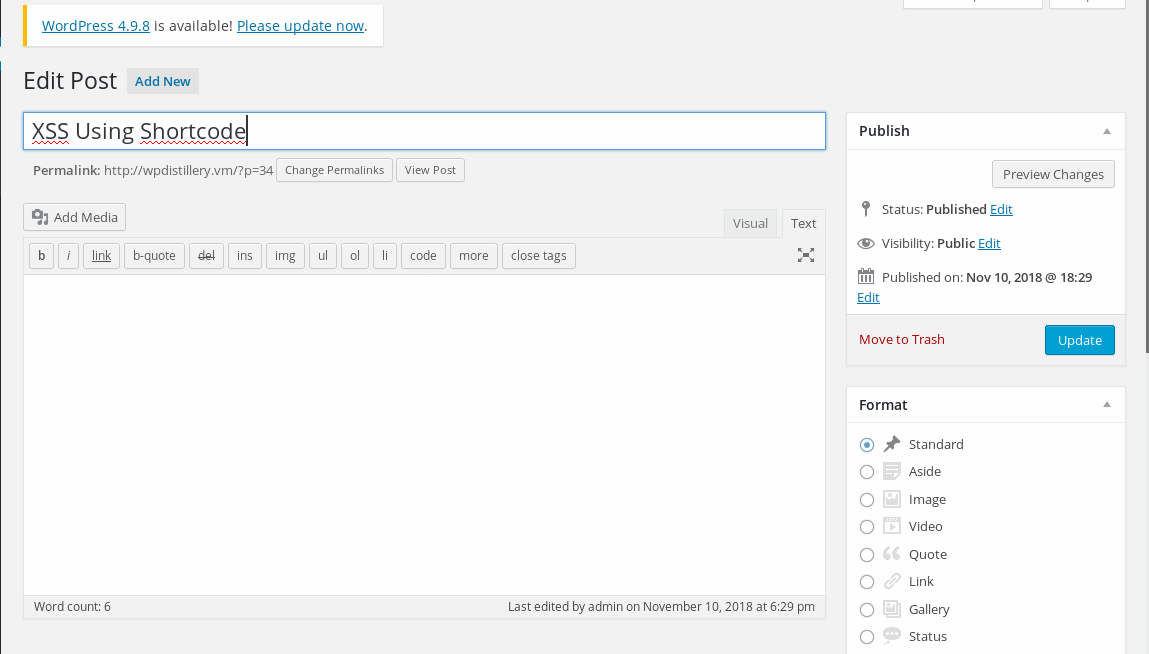 WordPress 4.9.8 is available! Please update now.
Edit Post Add New
XSS Using Shortcode
Permalink: http://wpdistillery.vm/?p=34 Change Permalinks View Post
Add Media
Visual Text
b i link b-quote del ins img ul ol li code more close tags
Word count: 6 Last edited by admin on November 10, 2018 at 6:29 pm
Publish
Preview Changes
Status: Published Edit
Visibility: Public Edit
Published on: Nov 10, 2018 @ 18:29
Edit
Move to Trash Update
Format
Standard
Aside
Image
Video
Quote
Link
Gallery
Status